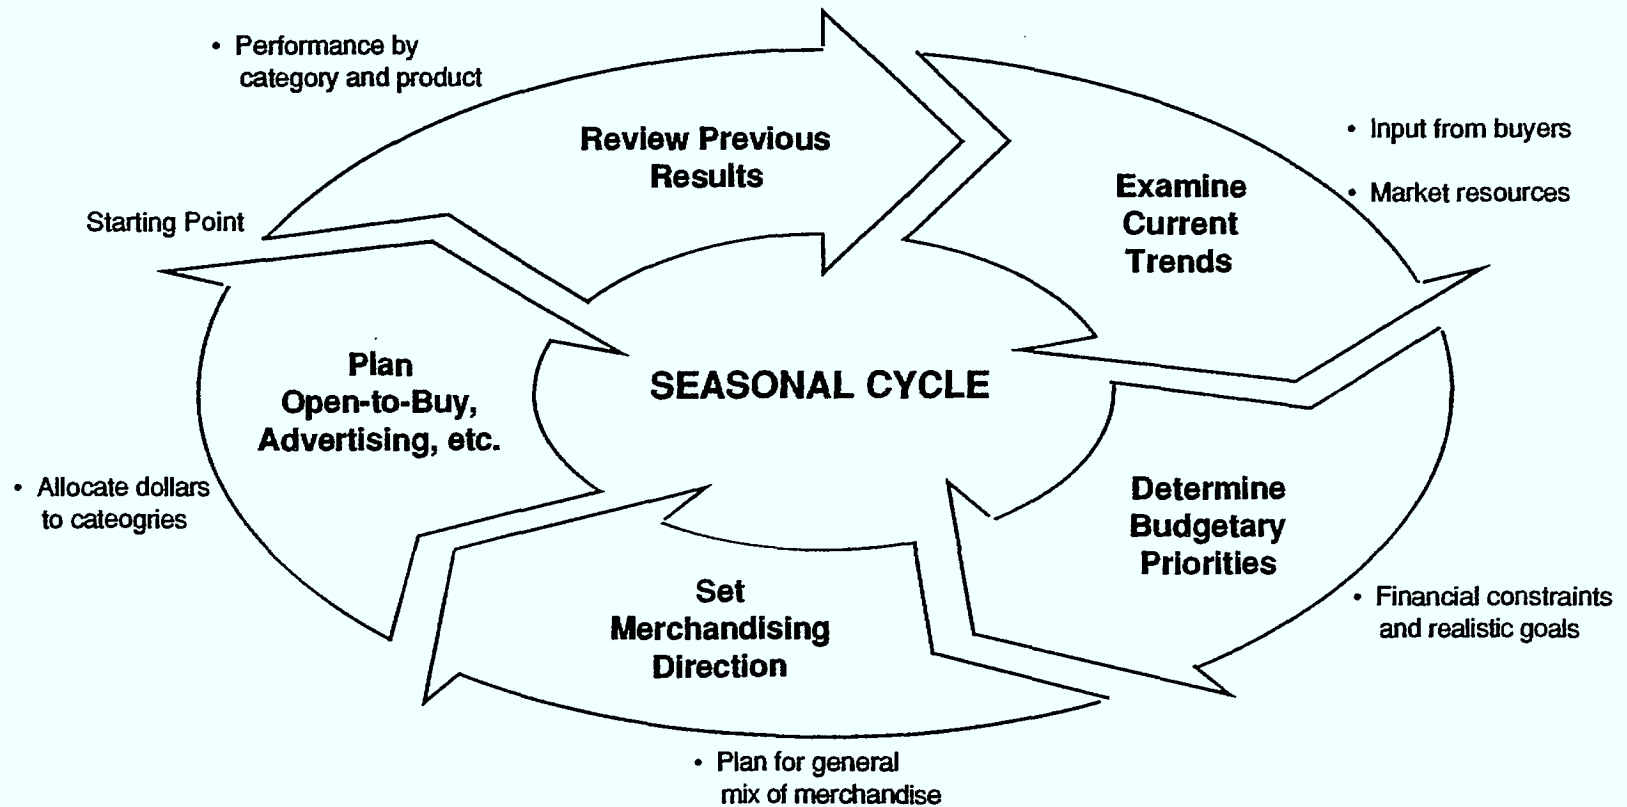 • Performance by
category and product
Review Previous
Results
Starting Point
Examine
Current
Trends
• Input from buyers
• Market resources
SEASONAL CYCLE
Determine
Budgetary
Priorities
• Financial constraints
and realistic goals
Set
Merchandising
Direction
• Plan for general
mix of merchandise
Plan
Open-to-Buy,
Advertising, etc.
• Allocate dollars
to cateogries